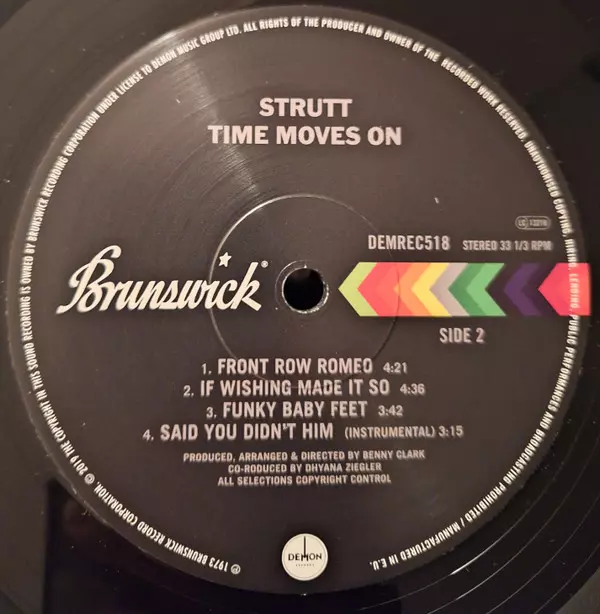 STRUTT
TIME MOVES ON
LC 13216
DEMREC518 STEREO 33 1/3 RPM
Brunswick®
SIDE 2
1. FRONT ROW ROMEO 4:21
2. IF WISHING MADE IT SO 4:36
3. FUNKY BABY FEET 3:42
4. SAID YOU DIDN'T HIM (INSTRUMENTAL) 3:15
PRODUCED, ARRANGED & DIRECTED BY BENNY CLARK
CO-RODUCED BY DHYANA ZIEGLER
ALL SELECTIONS COPYRIGHT CONTROL
DEMON
RECORDS
℗ 1973 BRUNSWICK RECORD CORPORATION. © 2019 THE COPYRIGHT IN THIS SOUND RECORDING IS OWNED BY BRUNSWICK RECORDING CORPORATION UNDER LICENSE TO DEMON MUSIC GROUP LTD. ALL RIGHTS OF THE PRODUCER AND OWNER OF THE RECORDED WORK RESERVED. UNAUTHORISED COPYING, HIRING, LENDING, PUBLIC PERFORMANCE AND BROADCASTING PROHIBITED / MANUFACTURED IN E.U.